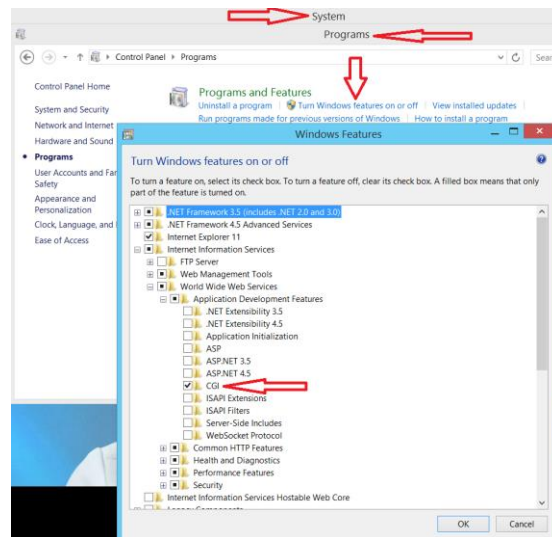 System
Programs
Control Panel
Programs
Sear
Control Panel Home
System and Security
Network and Internet
Hardware and Sound
Programs
User Accounts and Far
Safety
Appearance and
Personalization
Clock, Language, and
Ease of Access
Programs and Features
Uninstall a program
Turn Windows features on or off
View installed updates
Run programs made for previous versions of Windows
How to install a program
Windows Features
Turn Windows features on or off
To turn a feature on, select its check box. To turn a feature off, clear its check box. A filled box means that only
part of the feature is turned on.
.NET Framework 3.5 (includes .NET 2.0 and 3.0)
.NET Framework 4.5 Advanced Services
Internet Explorer 11
Internet Information Services
FTP Server
Web Management Tools
World Wide Web Services
Application Development Features
.NET Extensibility 3.5
.NET Extensibility 4.5
Application Initialization
ASP
ASP.NET 3.5
ASP.NET 4.5
CGI
ISAPI Extensions
ISAPI Filters
Server-Side Includes
WebSocket Protocol
Common HTTP Features
Health and Diagnostics
Performance Features
Security
Internet Information Services Hostable Web Core
Legacy Components
OK
Cancel